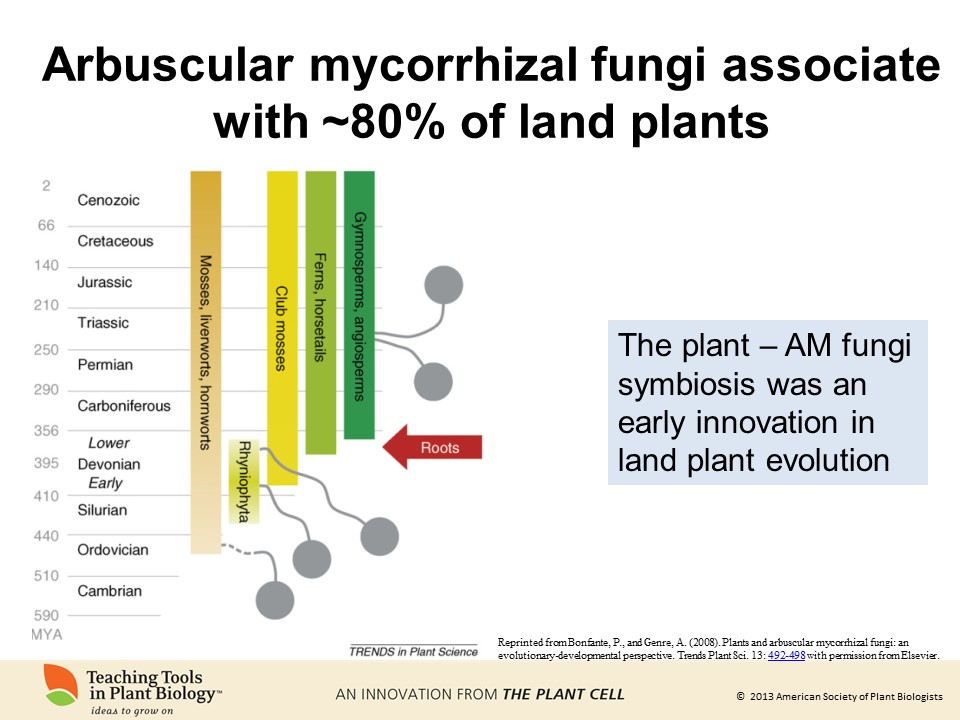 Arbuscular mycorrhizal fungi associate
with ~80% of land plants
2
Cenozoic
66
Cretaceous
140
Jurassic
210
Triassic
250
Permian
290
Carboniferous
356
Lower
395
Devonian
Early
410
Silurian
440
Ordovician
510
Cambrian
590
MYA
Mosses, liverworts, hornworts
Rhyniophyta
Club mosses
Ferns, horsetails
Gymnosperms, angiosperms
Roots
TRENDS in Plant Science
The plant – AM fungi
symbiosis was an
early innovation in
land plant evolution
Reprinted from Bonfante, P., and Genre, A. (2008). Plants and arbuscular mycorrhizal fungi: an
evolutionary-developmental perspective. Trends Plant Sci. 13: 492-498 with permission from Elsevier.
Teaching Tools
in Plant Biology™
ideas to grow on
AN INNOVATION FROM THE PLANT CELL
© 2013 American Society of Plant Biologists